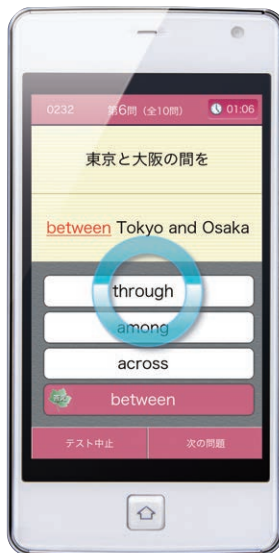 0232 第6問 (全10問) 01:06
東京と大阪の間を
between Tokyo and Osaka
through
among
across
between
テスト中止 次の問題